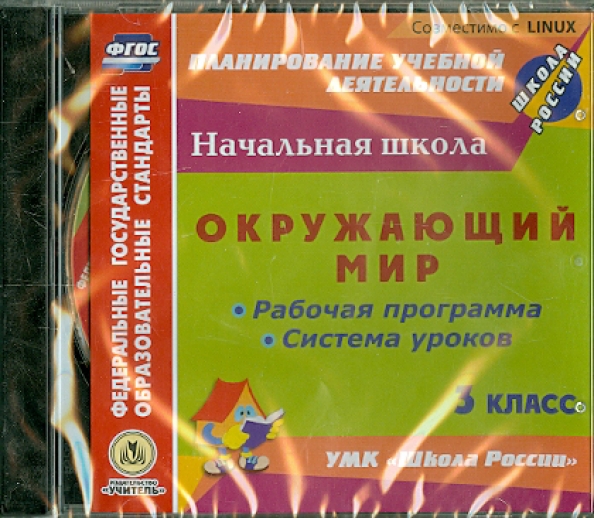 Совместимо с LINUX
ФГОС
ПЛАНИРОВАНИЕ УЧЕБНОЙ
ДЕЯТЕЛЬНОСТИ
ШКОЛА
РОССИИ
Начальная школа
ФЕДЕРАЛЬНЫЕ ГОСУДАРСТВЕННЫЕ
ОБРАЗОВАТЕЛЬНЫЕ СТАНДАРТЫ
ОКРУЖАЮЩИЙ
МИР
• Рабочая программа
• Система уроков
3 КЛАСС
УМК «Школа России»
ИЗДАТЕЛЬСТВО
«УЧИТЕЛЬ»